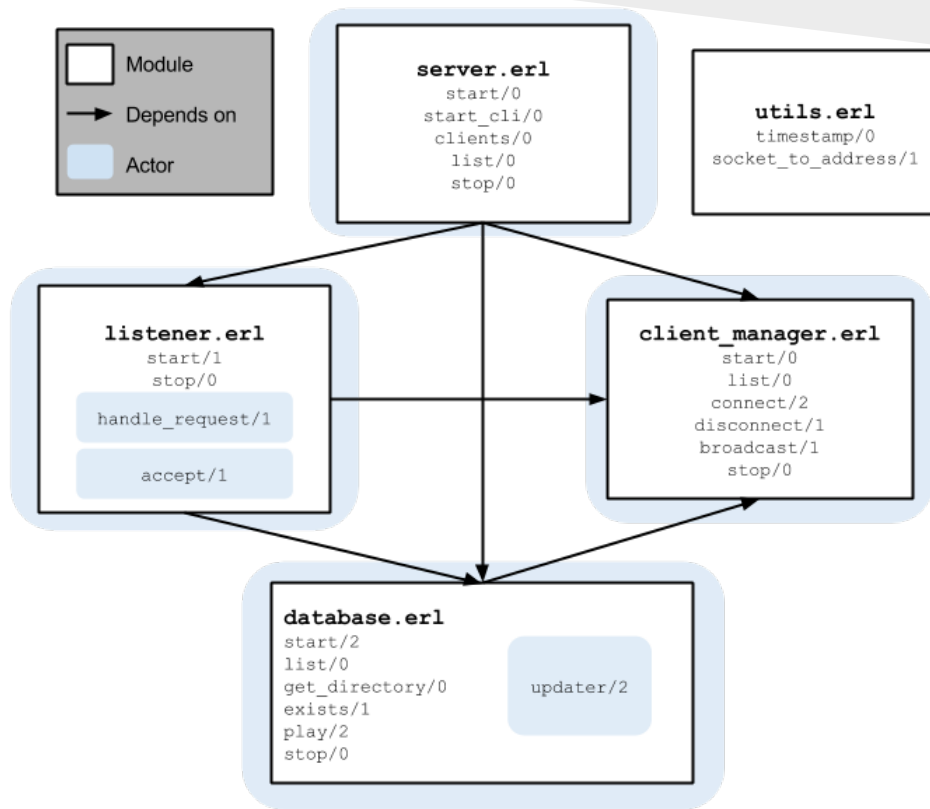 Module
Depends on
Actor
server.erl
start/0
start_cli/0
clients/0
list/0
stop/0
utils.erl
timestamp/0
socket_to_address/1
listener.erl
start/1
stop/0
handle_request/1
accept/1
client_manager.erl
start/0
list/0
connect/2
disconnect/1
broadcast/1
stop/0
database.erl
start/2
list/0
get_directory/0
exists/1
play/2
stop/0
updater/2